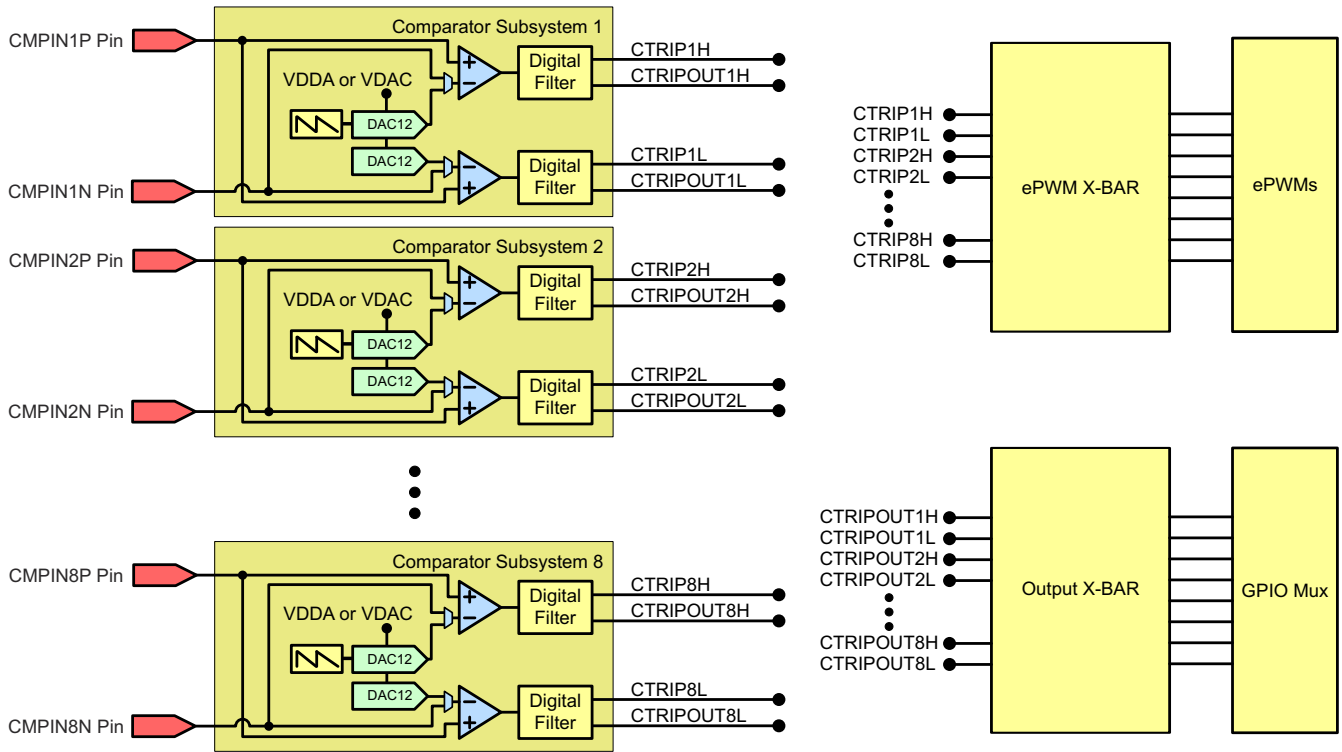 Comparator Subsystem 1
CMPIN1P Pin
VDDA or VDAC
DAC12
DAC12
Digital
Filter
Digital
Filter
CTRIP1H
CTRIPOUT1H
CTRIP1L
CTRIPOUT1L
CMPIN1N Pin
Comparator Subsystem 2
CMPIN2P Pin
VDDA or VDAC
DAC12
DAC12
Digital
Filter
Digital
Filter
CTRIP2H
CTRIPOUT2H
CTRIP2L
CTRIPOUT2L
CMPIN2N Pin
Comparator Subsystem 8
CMPIN8P Pin
VDDA or VDAC
DAC12
DAC12
Digital
Filter
Digital
Filter
CTRIP8H
CTRIPOUT8H
CTRIP8L
CTRIPOUT8L
CMPIN8N Pin
CTRIP1H
CTRIP1L
CTRIP2H
CTRIP2L
CTRIP8H
CTRIP8L
ePWM X-BAR
ePWMs
CTRIPOUT1H
CTRIPOUT1L
CTRIPOUT2H
CTRIPOUT2L
CTRIPOUT8H
CTRIPOUT8L
Output X-BAR
GPIO Mux